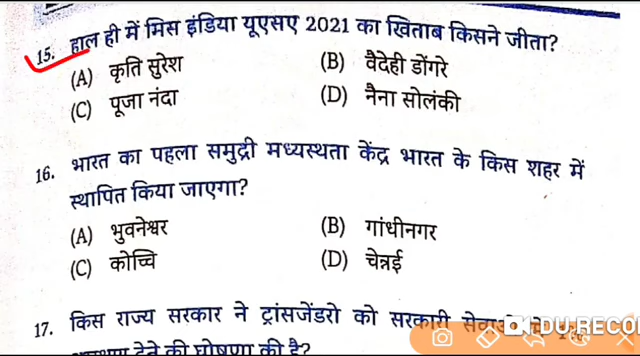 15. हाल ही में मिस इंडिया यूएसए 2021 का खिताब किसने जीता?
(A) कृति सुरेश (B) वैदेही डोंगरे
(C) पूजा नंदा (D) नैना सोलंकी
16. भारत का पहला समुद्री मध्यस्थता केंद्र भारत के किस शहर में
स्थापित किया जाएगा?
(A) भुवनेश्वर (B) गांधीनगर
(C) कोच्चि (D) चेन्नई
17. किस राज्य सरकार ने ट्रांसजेंडरो को सरकारी
देने की घोषणा की है?
DU RECO